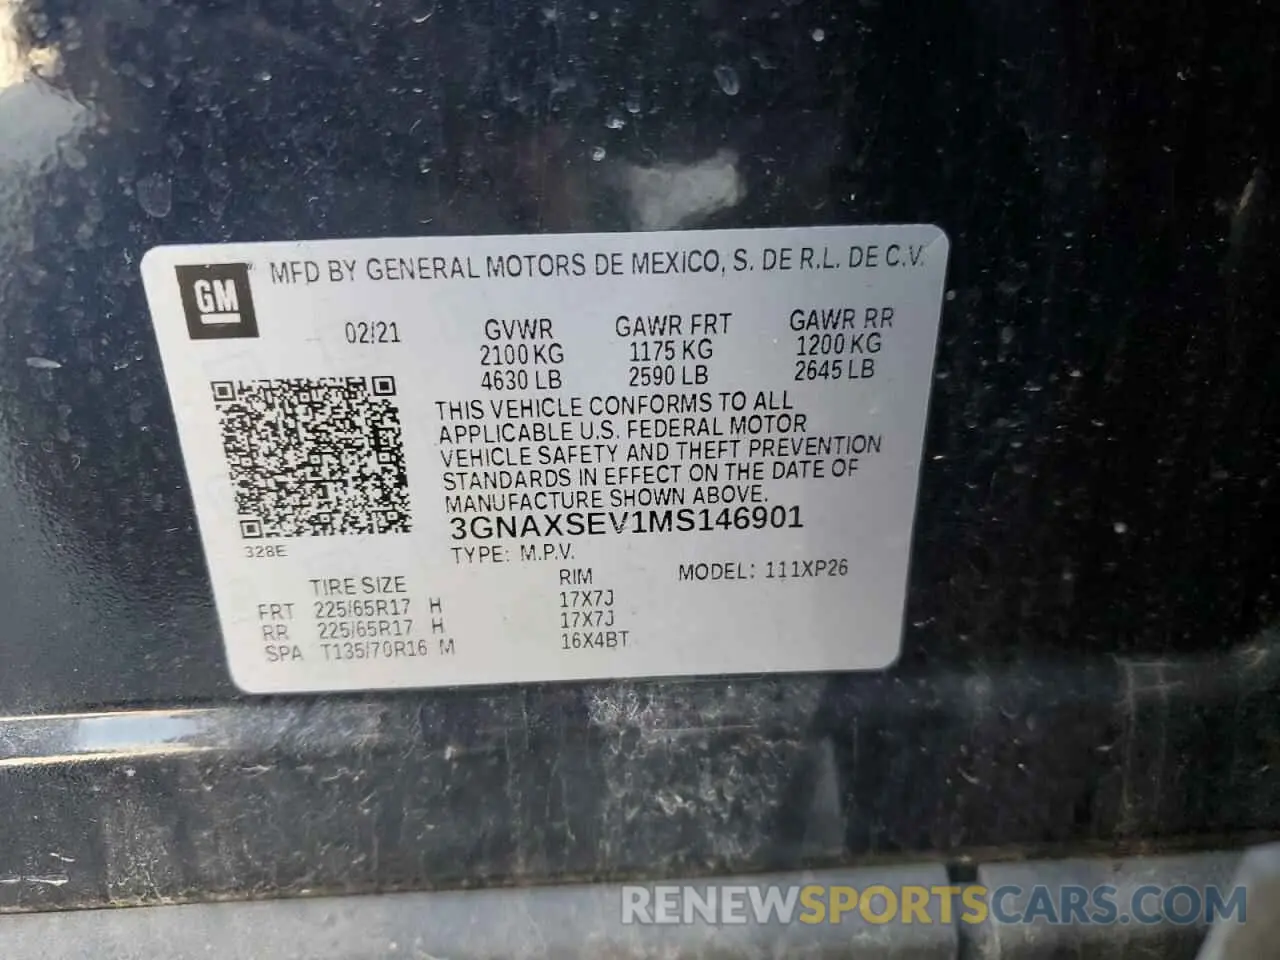 GM
MFD BY GENERAL MOTORS DE MEXICO, S. DE R.L. DE C.V.
02/21 GVWR GAWR FRT GAWR RR
2100 KG 1175 KG 1200 KG
4630 LB 2590 LB 2645 LB
THIS VEHICLE CONFORMS TO ALL
APPLICABLE U.S. FEDERAL MOTOR
VEHICLE SAFETY AND THEFT PREVENTION
STANDARDS IN EFFECT ON THE DATE OF
MANUFACTURE SHOWN ABOVE.
3GNAXSEV1MS146901
328E
TYPE: M.P.V.
TIRE SIZE RIM MODEL: 111XP26
FRT 225/65R17 H 17X7J
RR 225/65R17 H 17X7J
SPA T135/70R16 M 16X4BT
RENEWSPORTSCARS.COM